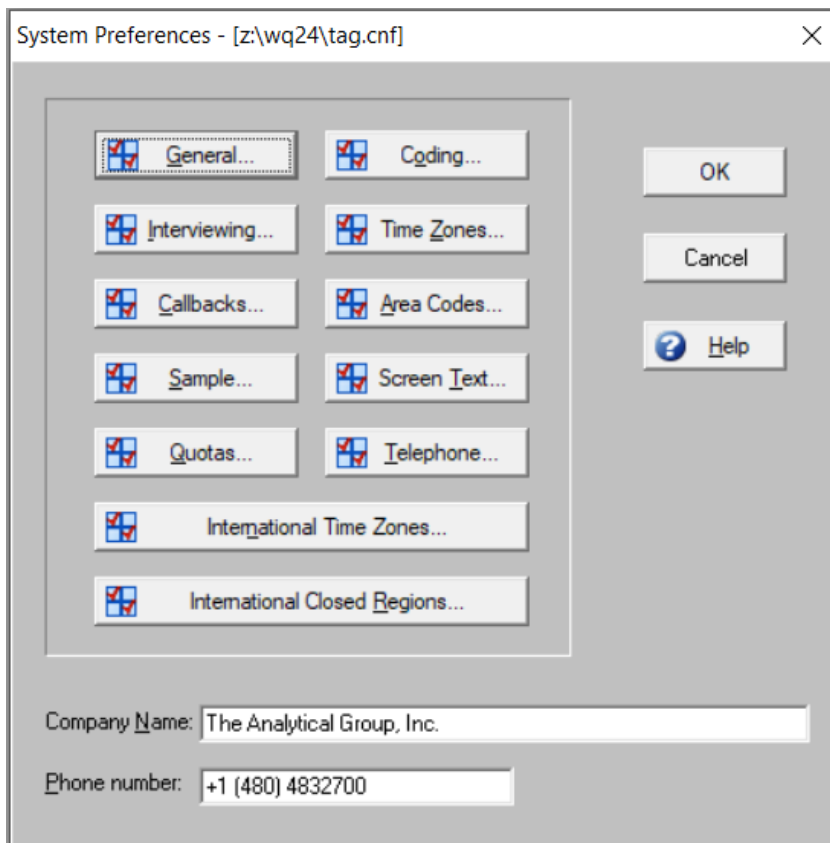 System Preferences - [z:\wq24\tag.cnf]
General... Coding...
OK
Interviewing... Time Zones...
Cancel
Callbacks... Area Codes...
Help
Sample... Screen Text...
Quotas... Telephone...
International Time Zones...
International Closed Regions...
Company Name: The Analytical Group, Inc.
Phone number: +1 (480) 4832700